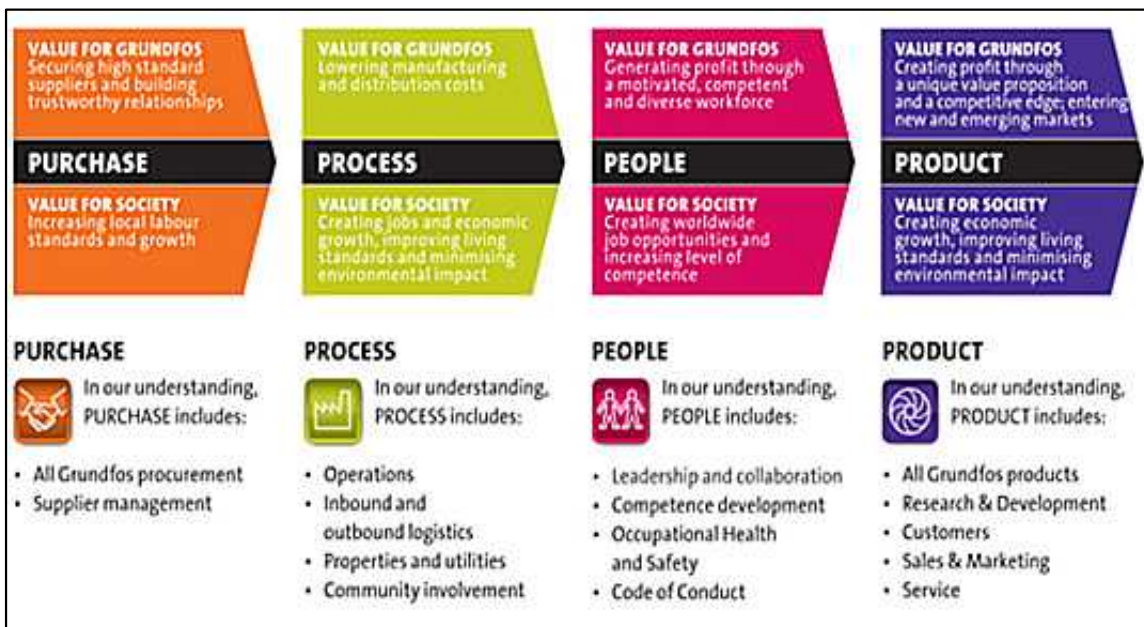 VALUE FOR GRUNDFOS
Securing high standard
suppliers and building
trustworthy relationships
PURCHASE
VALUE FOR SOCIETY
Increasing local labour
standards and growth
VALUE FOR GRUNDFOS
Lowering manufacturing
and distribution costs
PROCESS
VALUE FOR SOCIETY
Creating jobs and economic
growth, improving living
standards and minimising
environmental impact
VALUE FOR GRUNDFOS
Generating profit through
a motivated, competent
and diverse workforce
PEOPLE
VALUE FOR SOCIETY
Creating worldwide
job opportunities and
increasing level of
competence
VALUE FOR GRUNDFOS
Creating profit through
a unique value proposition
and a competitive edge; entering
new and emerging markets
PRODUCT
VALUE FOR SOCIETY
Creating economic
growth, improving living
standards and minimising
environmental impact
PURCHASE
In our understanding,
PURCHASE includes:
• All Grundfos procurement
• Supplier management
PROCESS
In our understanding,
PROCESS includes:
• Operations
• Inbound and
outbound logistics
• Properties and utilities
• Community involvement
PEOPLE
In our understanding,
PEOPLE includes:
• Leadership and collaboration
• Competence development
• Occupational Health
and Safety
• Code of Conduct
PRODUCT
In our understanding,
PRODUCT includes:
• All Grundfos products
• Research & Development
• Customers
• Sales & Marketing
• Service